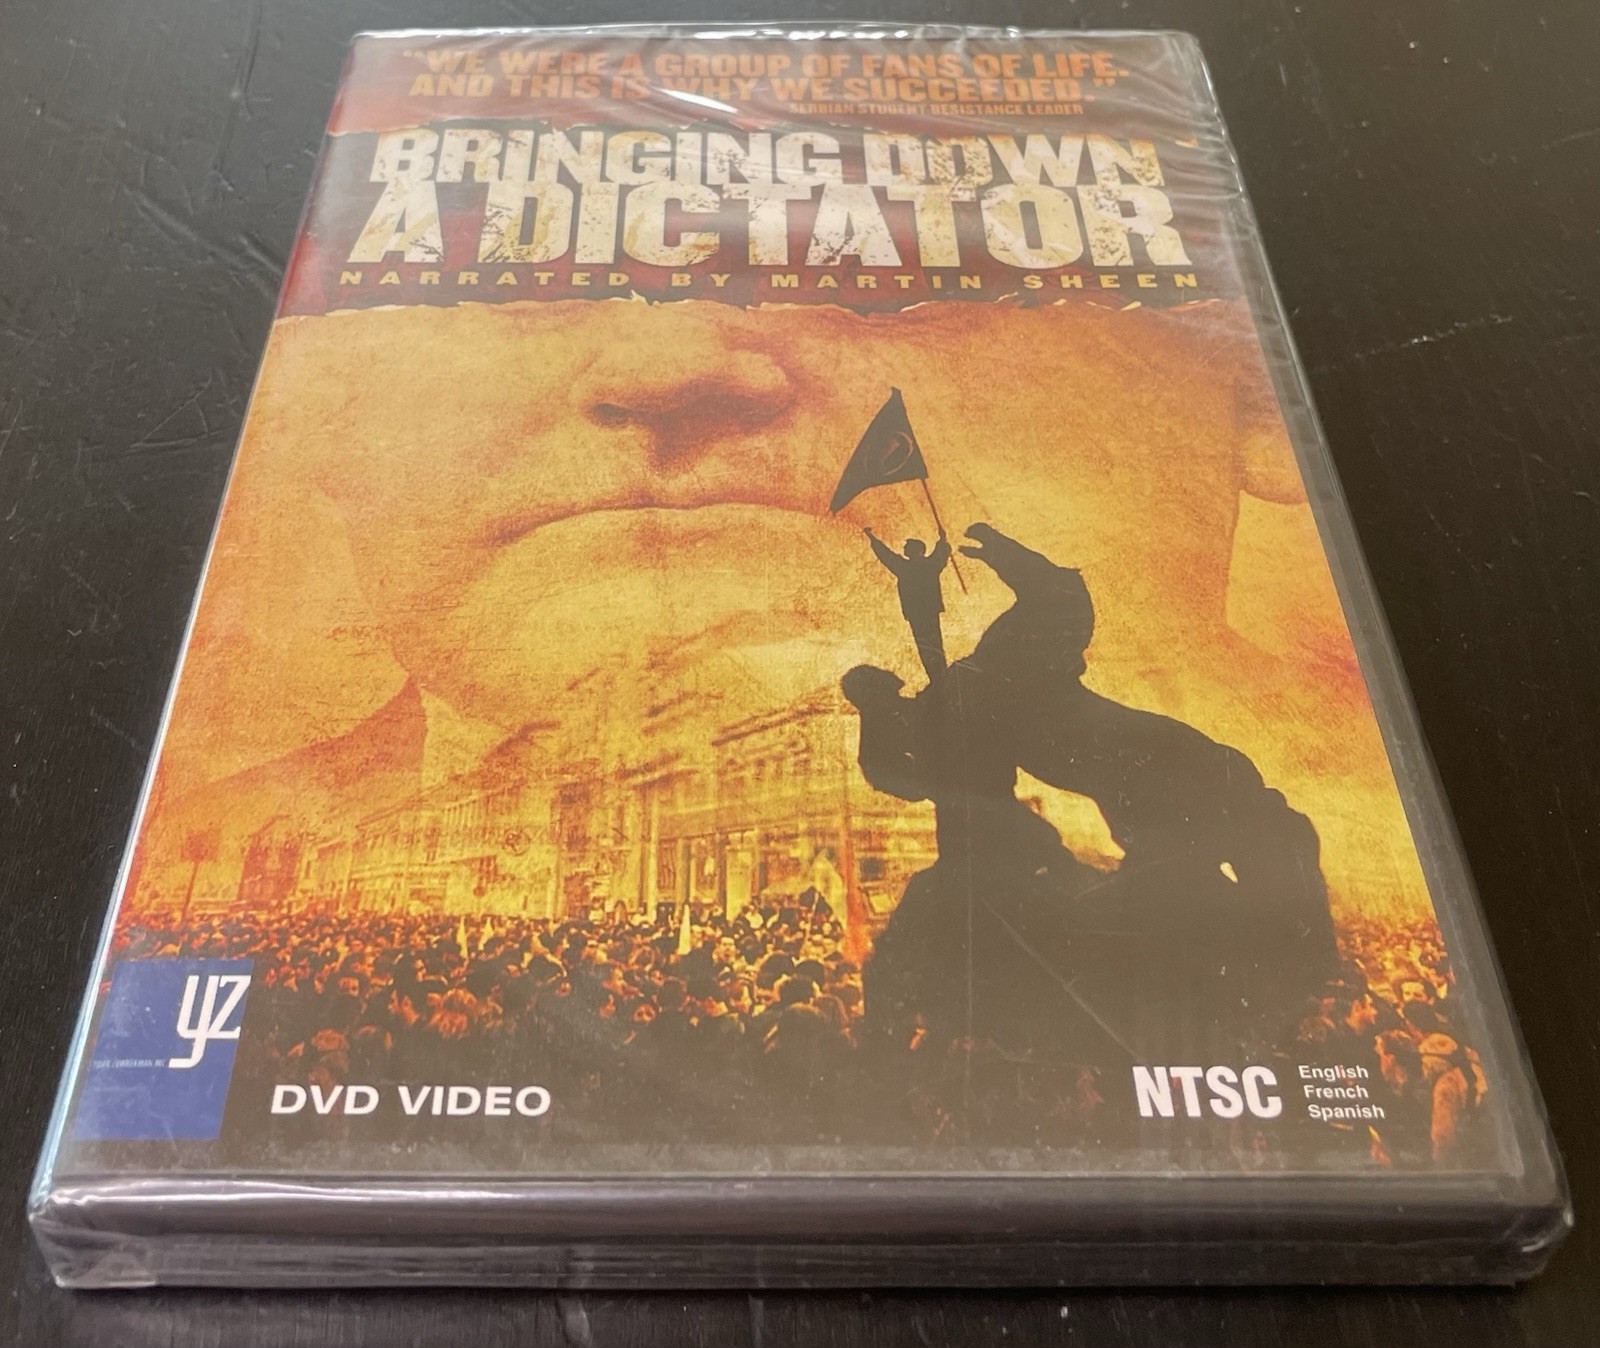 "WE WERE A GROUP OF FANS OF LIFE.
AND THIS IS WHY WE SUCCEEDED."
SERBIAN STUDENT RESISTANCE LEADER
BRINGING DOWN
A DICTATOR
NARRATED BY MARTIN SHEEN
YZ
DVD VIDEO
NTSC
English
French
Spanish